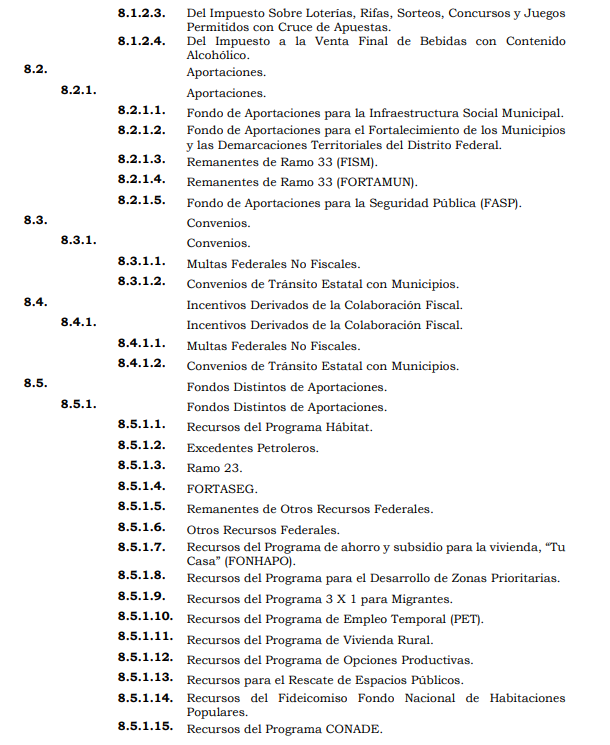 8.1.2.3. Del Impuesto Sobre Loterías, Rifas, Sorteos, Concursos y Juegos
Permitidos con Cruce de Apuestas.
8.1.2.4. Del Impuesto a la Venta Final de Bebidas con Contenido
Alcohólico.
8.2. Aportaciones.
8.2.1. Aportaciones.
8.2.1.1. Fondo de Aportaciones para la Infraestructura Social Municipal.
8.2.1.2. Fondo de Aportaciones para el Fortalecimiento de los Municipios
y las Demarcaciones Territoriales del Distrito Federal.
8.2.1.3. Remanentes de Ramo 33 (FISM).
8.2.1.4. Remanentes de Ramo 33 (FORTAMUN).
8.2.1.5. Fondo de Aportaciones para la Seguridad Pública (FASP).
8.3. Convenios.
8.3.1. Convenios.
8.3.1.1. Multas Federales No Fiscales.
8.3.1.2. Convenios de Tránsito Estatal con Municipios.
8.4. Incentivos Derivados de la Colaboración Fiscal.
8.4.1. Incentivos Derivados de la Colaboración Fiscal.
8.4.1.1. Multas Federales No Fiscales.
8.4.1.2. Convenios de Tránsito Estatal con Municipios.
8.5. Fondos Distintos de Aportaciones.
8.5.1. Fondos Distintos de Aportaciones.
8.5.1.1. Recursos del Programa Hábitat.
8.5.1.2. Excedentes Petroleros.
8.5.1.3. Ramo 23.
8.5.1.4. FORTASEG.
8.5.1.5. Remanentes de Otros Recursos Federales.
8.5.1.6. Otros Recursos Federales.
8.5.1.7. Recursos del Programa de ahorro y subsidio para la vivienda, “Tu
Casa” (FONHAPO).
8.5.1.8. Recursos del Programa para el Desarrollo de Zonas Prioritarias.
8.5.1.9. Recursos del Programa 3 X 1 para Migrantes.
8.5.1.10. Recursos del Programa de Empleo Temporal (PET).
8.5.1.11. Recursos del Programa de Vivienda Rural.
8.5.1.12. Recursos del Programa de Opciones Productivas.
8.5.1.13. Recursos para el Rescate de Espacios Públicos.
8.5.1.14. Recursos del Fideicomiso Fondo Nacional de Habitaciones
Populares.
8.5.1.15. Recursos del Programa CONADE.